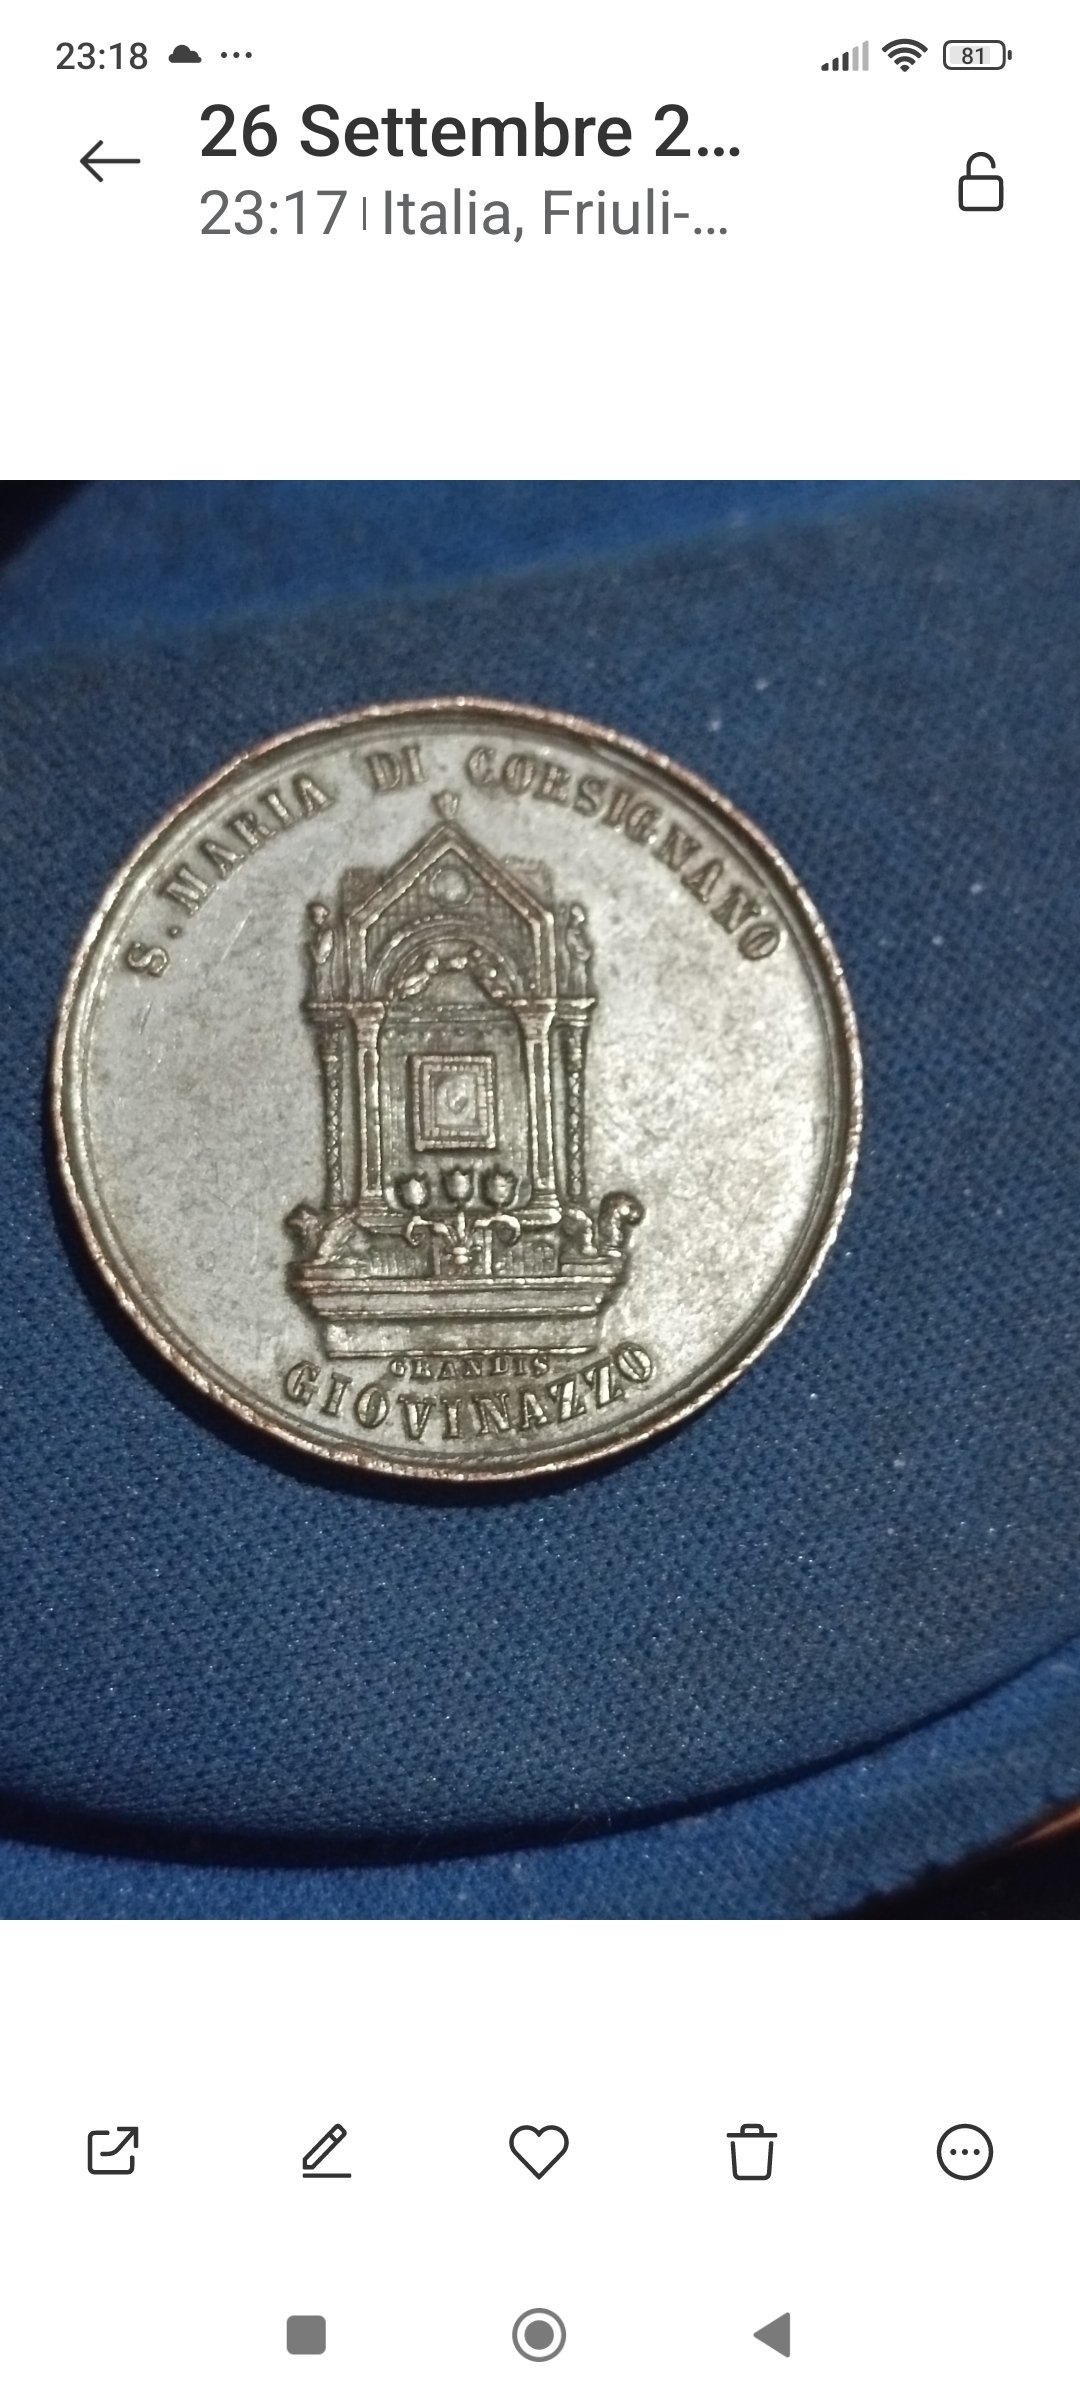 23:18
81
26 Settembre 2...
23:17 | Italia, Friuli-...
S. MARIA DI CORSIGNANO
GRANDIS
GIOVINAZZO